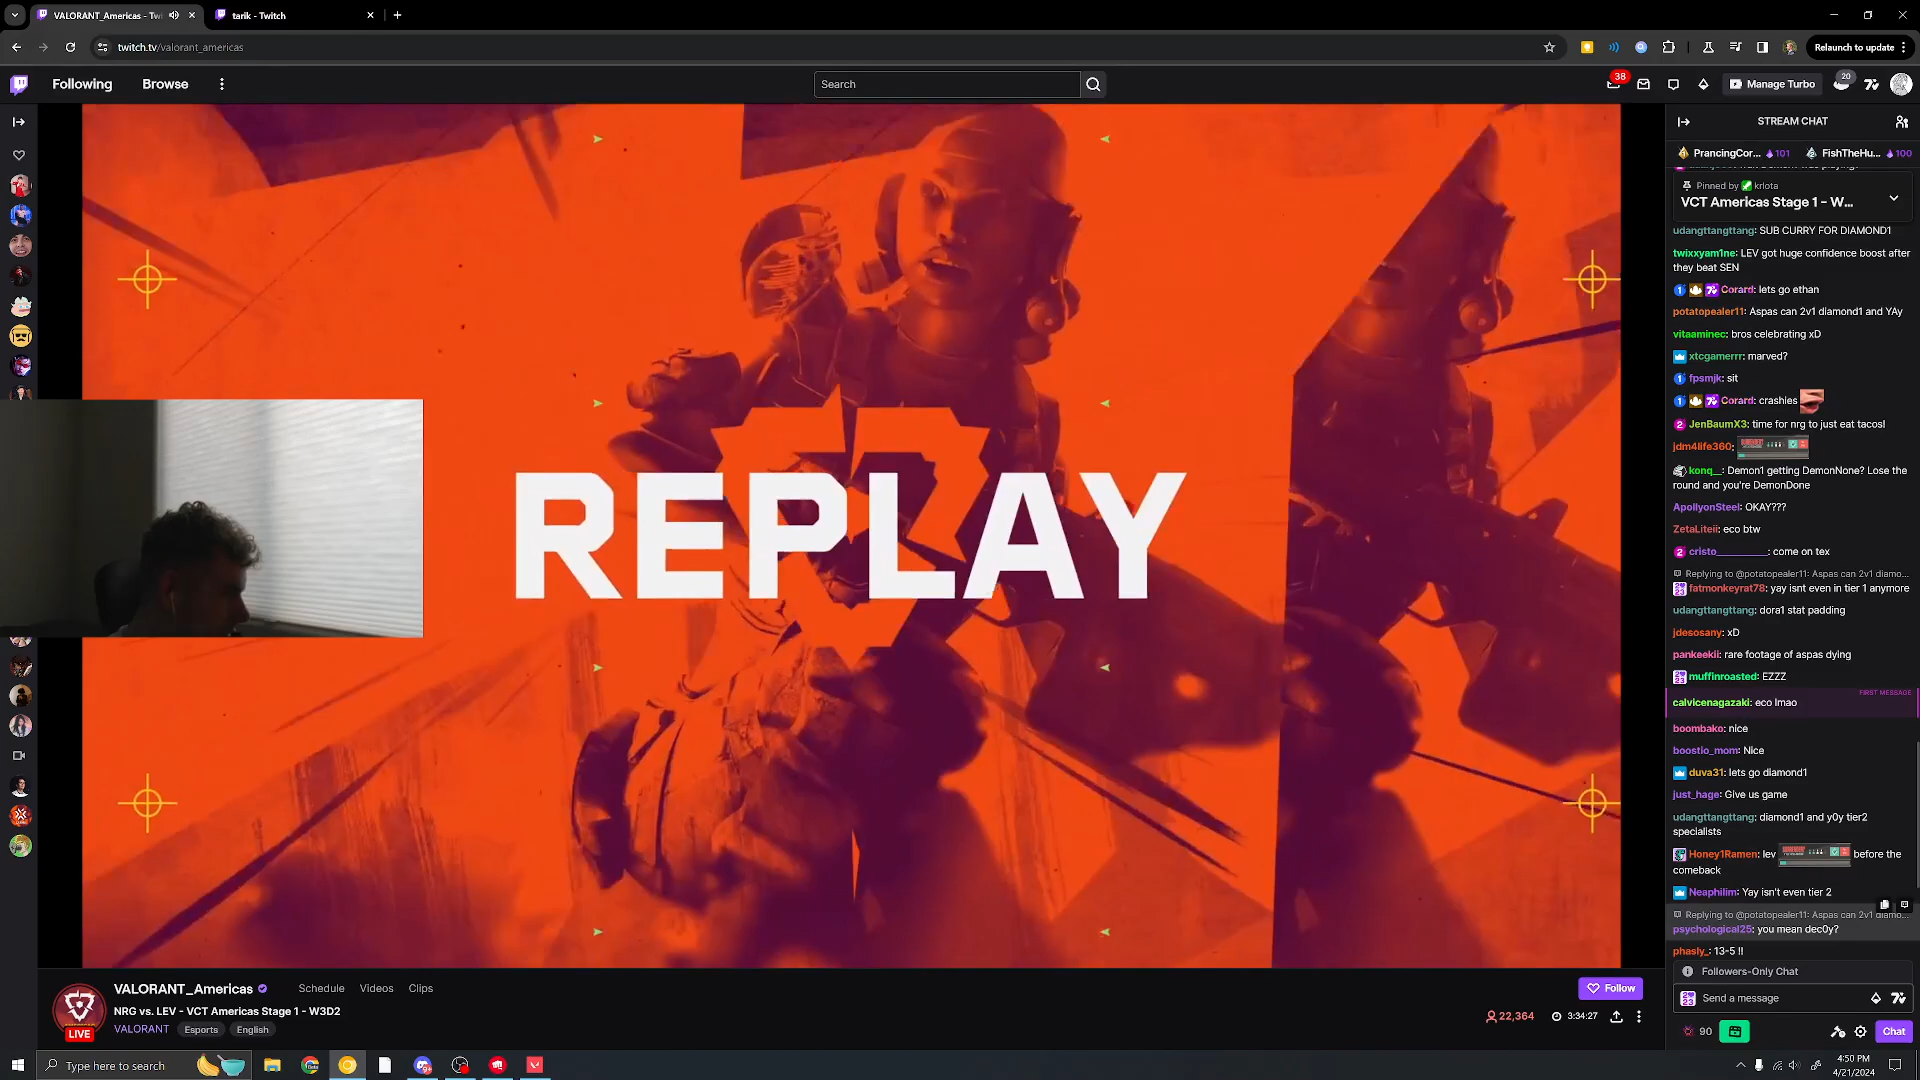 VALORANT_Americas - Twi
tarik - Twitch
twitch.tv/valorant_americas
Relaunch to update
Following
Browse
Search
38
Manage Turbo
20
STREAM CHAT
PrancingCor... 101
FishTheHu... 100
Pinned by krlota
VCT Americas Stage 1 - W...
udangttangttang: SUB CURRY FOR DIAMOND1
twixxyam1ne: LEV got huge confidence boost after
they beat SEN
Corard: lets go ethan
potatopealer11: Aspas can 2v1 diamond1 and YAy
vitaaminec: bros celebrating xD
xtcgamerrr: marved?
fpsmjk: sit
Corard: crashies
JenBaumX3: time for nrg to just eat tacos!
jdm4life360:
konq__: Demon1 getting DemonNone? Lose the
round and you're DemonDone
ApollyonSteel: OKAY???
ZetaLiteii: eco btw
cristo__________: come on tex
Replying to @potatopealer11: Aspas can 2v1 diamo...
fatmonkeyrat78: yay isnt even in tier 1 anymore
udangttangttang: dora1 stat padding
jdesosany: xD
pankeekii: rare footage of aspas dying
muffinroasted: EZZZ
FIRST MESSAGE
calvicenagazaki: eco lmao
boombako: nice
boostio_mom: Nice
duva31: lets go diamond1
just_hage: Give us game
udangttangttang: diamond1 and y0y tier2
specialists
Honey1Ramen: lev before the
comeback
Neaphilim: Yay isn't even tier 2
Replying to @potatopealer11: Aspas can 2v1 diamo...
psychological25: you mean dec0y?
phasly_: 13-5 !!
Followers-Only Chat
Send a message
90
Chat
REPLAY
LIVE
VALORANT_Americas
Schedule
Videos
Clips
NRG vs. LEV - VCT Americas Stage 1 - W3D2
VALORANT
Esports
English
Follow
22,364
3:34:27
Type here to search
4:50 PM
4/21/2024